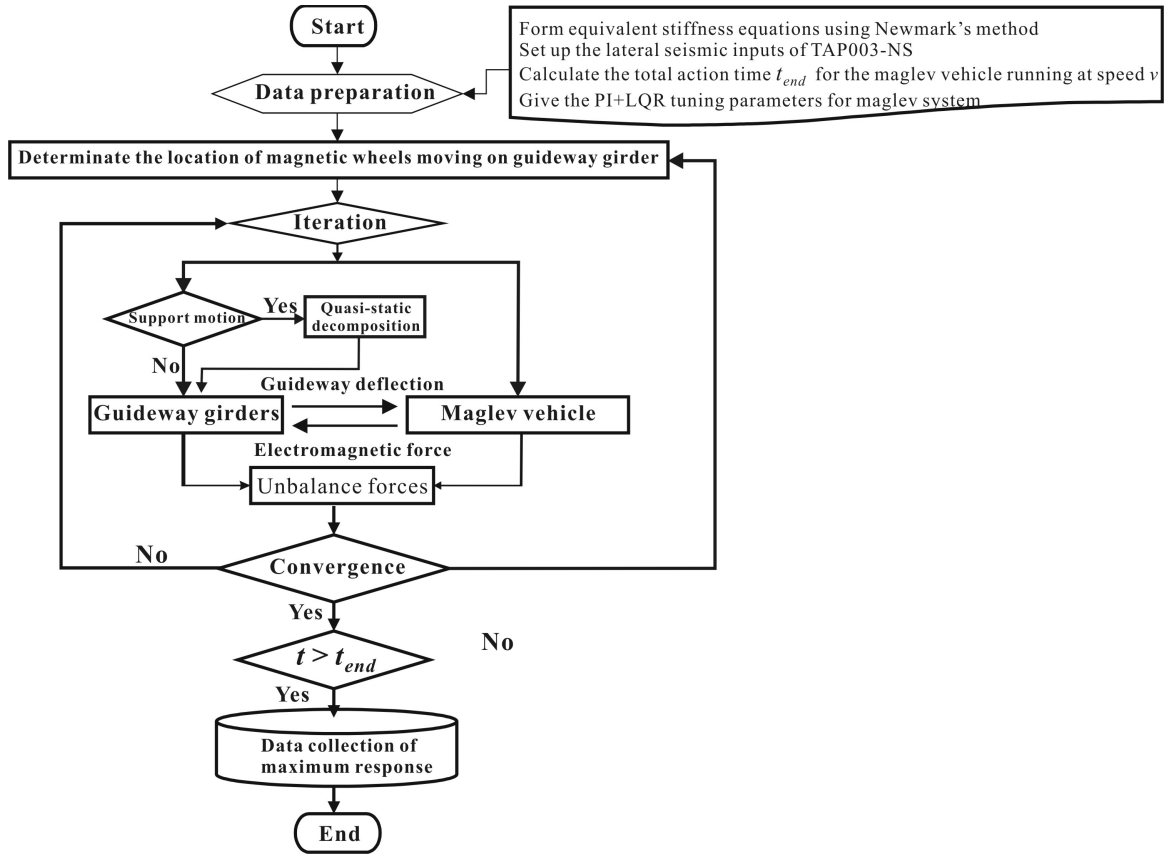 Start
Form equivalent stiffness equations using Newmark's method
Set up the lateral seismic inputs of TAP003-NS
Calculate the total action time t_end for the maglev vehicle running at speed v
Give the PI+LQR tuning parameters for maglev system
Data preparation
Determinate the location of magnetic wheels moving on guideway girder
Iteration
Support motion
Yes
Quasi-static
decomposition
No
Guideway deflection
Guideway girders
Maglev vehicle
Electromagnetic force
Unbalance forces
No
Convergence
Yes
No
t > t_end
Yes
Data collection of
maximum response
End